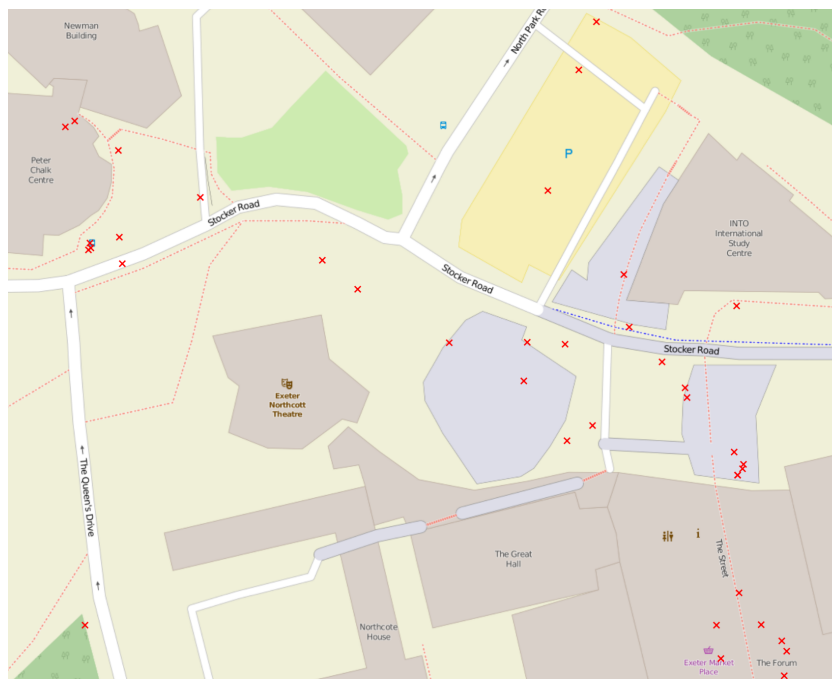 Newman
Building
North Park R
Peter
Chalk
Centre
P
Stocker Road
INTO
International
Study
Centre
Stocker Road
Stocker Road
Exeter
Northcott
Theatre
The Queen's Drive
The Great
Hall
i
The Street
Northcote
House
Exeter Market
Place
The Forum